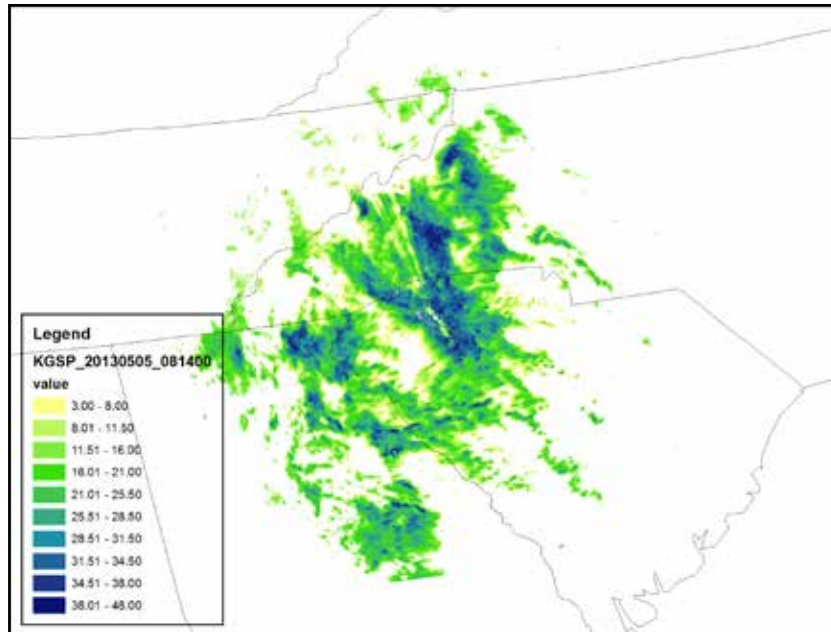 Legend
KGSP_20130505_081400
value
3.00 - 8.00
8.01 - 11.50
11.51 - 16.00
16.01 - 21.00
21.01 - 25.50
25.51 - 28.50
28.51 - 31.50
31.51 - 34.50
34.51 - 38.00
38.01 - 48.00